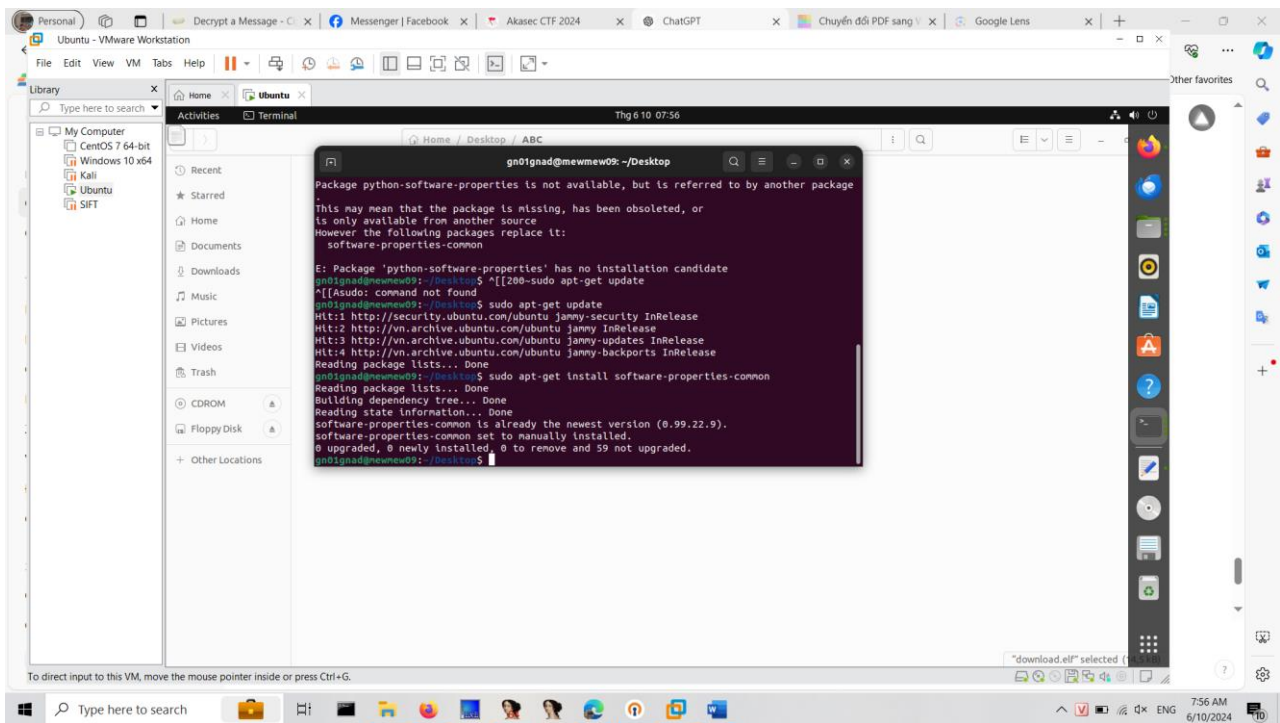 Personal
Decrypt a Message - C
Messenger | Facebook
Akasec CTF 2024
ChatGPT
Chuyển đổi PDF sang
Google Lens
Ubuntu - VMware Workstation
File Edit View VM Tabs Help
Other favorites
Library
Type here to search
My Computer
CentOS 7 64-bit
Windows 10 x64
Kali
Ubuntu
SIFT
Home
Ubuntu
Activities
Terminal
Thg 6 10 07:56
Home / Desktop / ABC
Recent
Starred
Home
Documents
Downloads
Music
Pictures
Videos
Trash
CDROM
Floppy Disk
+ Other Locations
gn01gnad@mewmew09: ~/Desktop
Package python-software-properties is not available, but is referred to by another package
.
This may mean that the package is missing, has been obsoleted, or
is only available from another source
However the following packages replace it:
software-properties-common
E: Package 'python-software-properties' has no installation candidate
gn01gnad@mewmew09:~/Desktop$ ^[[200~sudo apt-get update
^[[Asudo: command not found
gn01gnad@mewmew09:~/Desktop$ sudo apt-get update
Hit:1 http://security.ubuntu.com/ubuntu jammy-security InRelease
Hit:2 http://vn.archive.ubuntu.com/ubuntu jammy InRelease
Hit:3 http://vn.archive.ubuntu.com/ubuntu jammy-updates InRelease
Hit:4 http://vn.archive.ubuntu.com/ubuntu jammy-backports InRelease
Reading package lists... Done
gn01gnad@mewmew09:~/Desktop$ sudo apt-get install software-properties-common
Reading package lists... Done
Building dependency tree... Done
Reading state information... Done
software-properties-common is already the newest version (0.99.22.9).
software-properties-common set to manually installed.
0 upgraded, 0 newly installed, 0 to remove and 59 not upgraded.
gn01gnad@mewmew09:~/Desktop$
"download.elf" selected (14,5 kB)
To direct input to this VM, move the mouse pointer inside or press Ctrl+G.
Type here to search
ENG
7:56 AM
6/10/2024